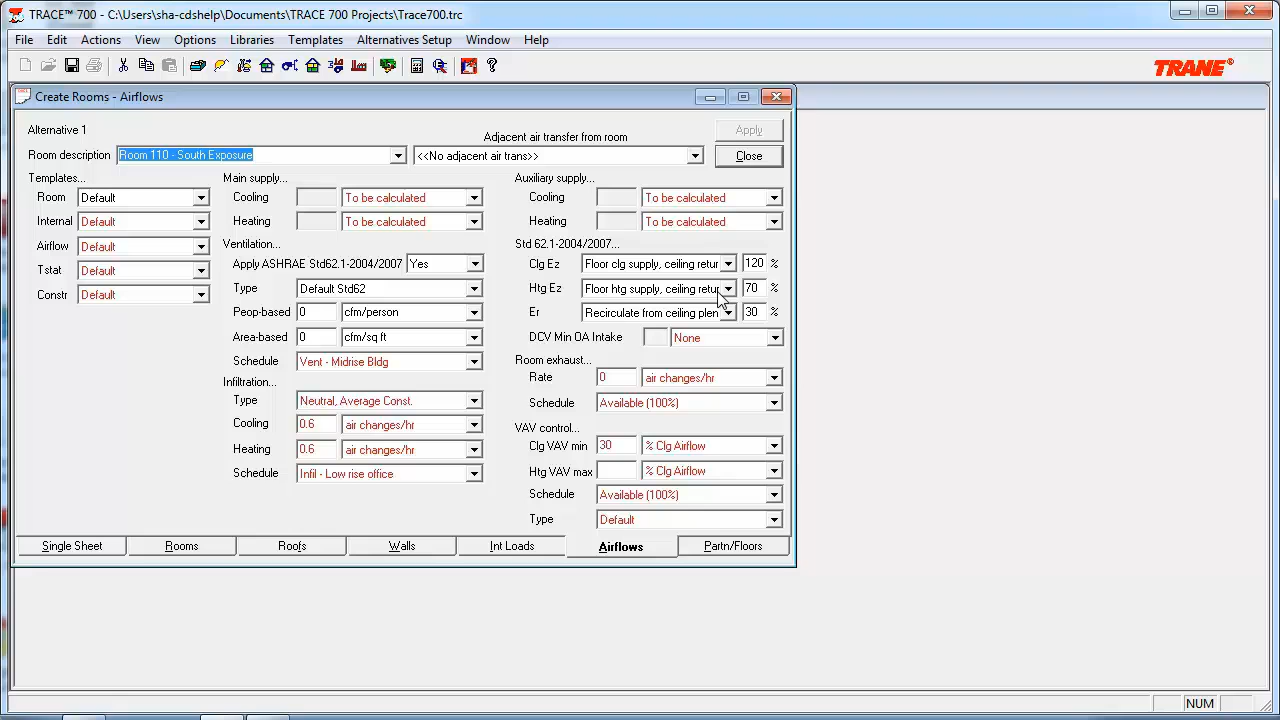 TRACE™ 700 - C:\Users\sha-cdshelp\Documents\TRACE 700 Projects\Trace700.trc
File Edit Actions View Options Libraries Templates Alternatives Setup Window Help
TRANE®
Create Rooms - Airflows
Alternative 1
Adjacent air transfer from room
Apply
Room description Room 110 - South Exposure <<No adjacent air trans>> Close
Templates... Main supply... Auxiliary supply...
Room Default Cooling To be calculated Cooling To be calculated
Internal Default Heating To be calculated Heating To be calculated
Airflow Default Ventilation... Std 62.1-2004/2007...
Apply ASHRAE Std62.1-2004/2007 Yes Clg Ez Floor clg supply, ceiling retur 120 %
Tstat Default
Type Default Std62 Htg Ez Floor htg supply, ceiling retur 70 %
Constr Default
Peop-based 0 cfm/person Er Recirculate from ceiling plen 30 %
Area-based 0 cfm/sq ft DCV Min OA Intake None
Schedule Vent - Midrise Bldg Room exhaust...
Infiltration... Rate 0 air changes/hr
Type Neutral, Average Const. Schedule Available (100%)
Cooling 0.6 air changes/hr VAV control...
Heating 0.6 air changes/hr Clg VAV min 30 % Clg Airflow
Schedule Infil - Low rise office Htg VAV max % Clg Airflow
Schedule Available (100%)
Type Default
Single Sheet Rooms Roofs Walls Int Loads Airflows Partn/Floors
NUM